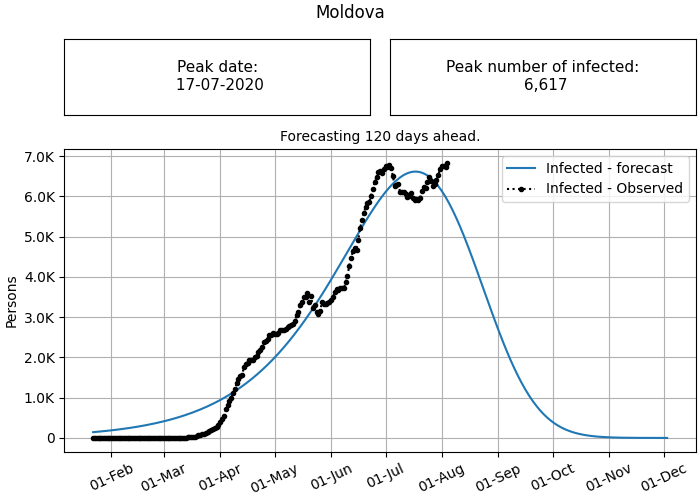 Moldova
Peak date:
17-07-2020
Peak number of infected:
6,617
Forecasting 120 days ahead.
7.0K
6.0K
5.0K
4.0K
3.0K
2.0K
1.0K
0
Persons
Infected - forecast
Infected - Observed
01-Feb
01-Mar
01-Apr
01-May
01-Jun
01-Jul
01-Aug
01-Sep
01-Oct
01-Nov
01-Dec